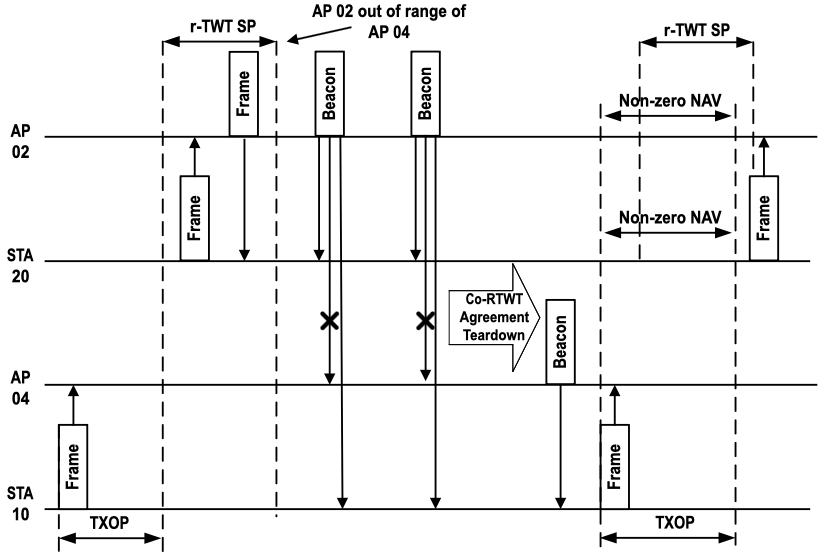 AP 02 out of range of
AP 04
r-TWT SP
r-TWT SP
Frame
Beacon
Beacon
Non-zero NAV
AP
02
Frame
Non-zero NAV
Frame
STA
20
Co-RTWT
Agreement
Teardown
Beacon
AP
04
Frame
Frame
STA
10
TXOP
TXOP